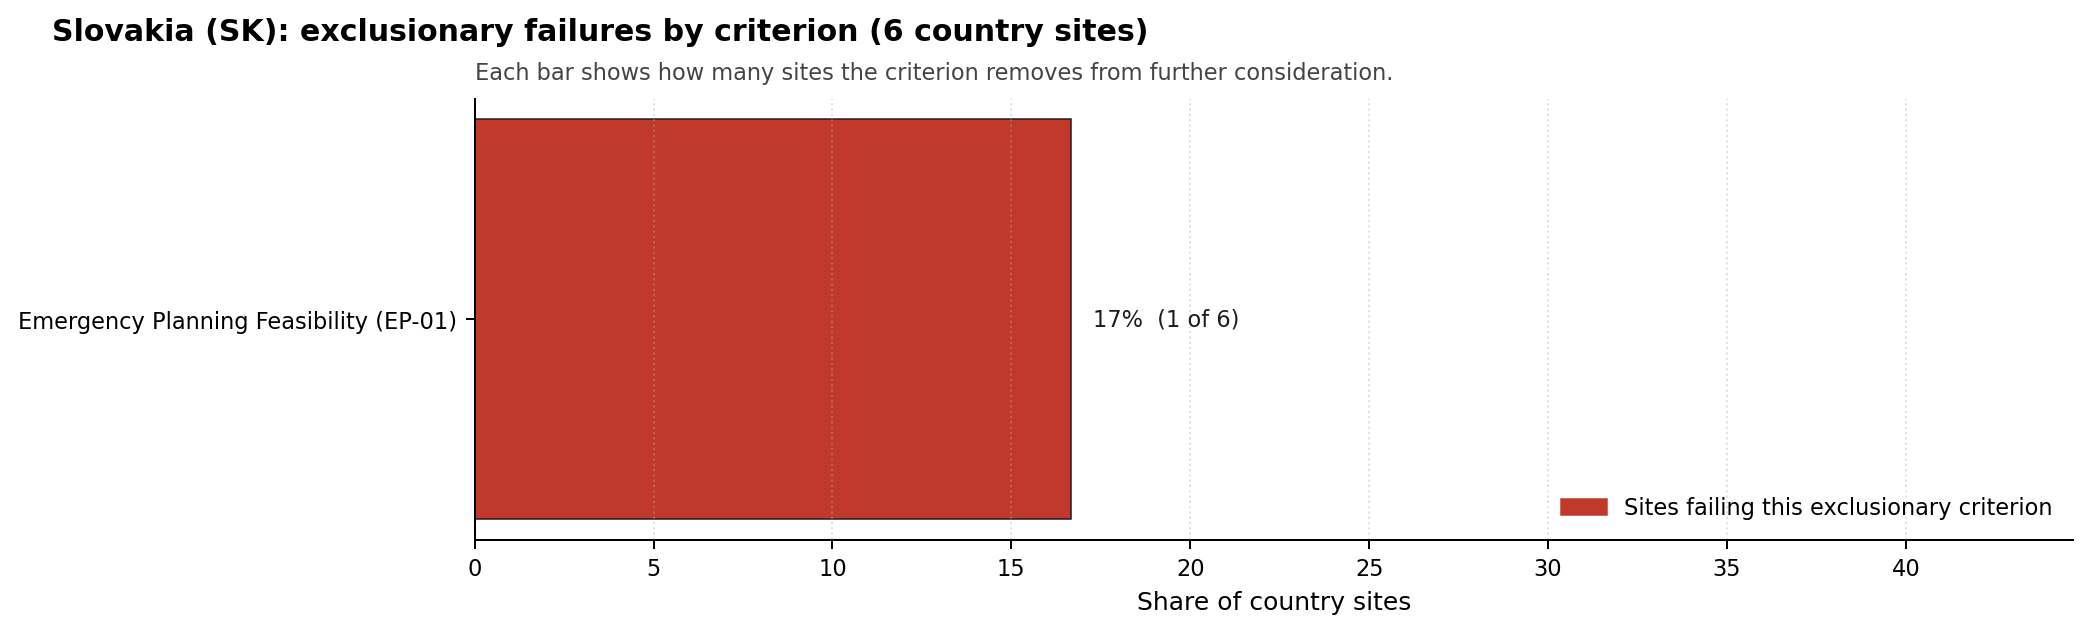 Slovakia (SK): exclusionary failures by criterion (6 country sites)
Each bar shows how many sites the criterion removes from further consideration.
Emergency Planning Feasibility (EP-01)
17%  (1 of 6)
Sites failing this exclusionary criterion
0 5 10 15 20 25 30 35 40
Share of country sites